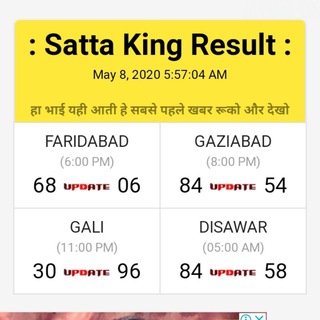 : Satta King Result :
May 8, 2020 5:57:04 AM
हा भाई यही आती हे सबसे पहले खबर रूको और देखो
FARIDABAD
(6:00 PM)
68 UPDATE 06
GAZIABAD
(8:00 PM)
84 UPDATE 54
GALI
(11:00 PM)
30 UPDATE 96
DISAWAR
(05:00 AM)
84 UPDATE 58